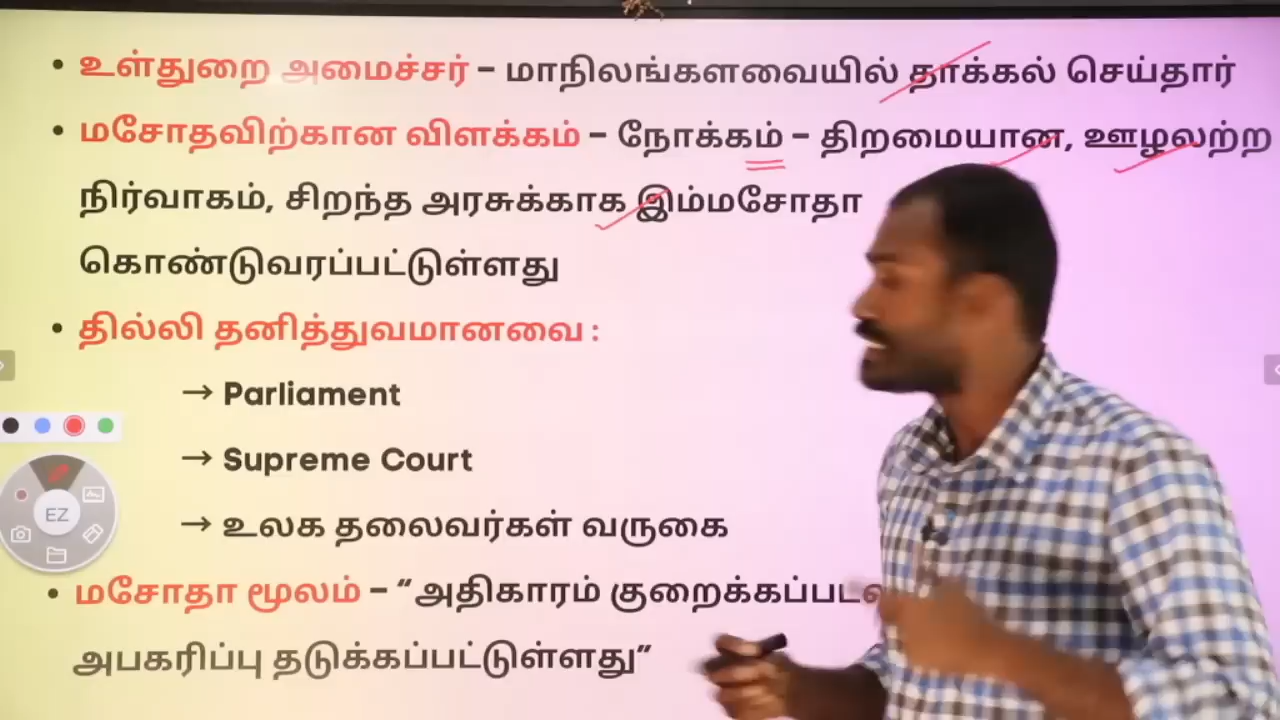 • உள்துறை அமைச்சர் – மாநிலங்களவையில் தாக்கல் செய்தார்
• மசோதவிற்கான விளக்கம் – நோக்கம் – திறமையான, ஊழலற்ற
நிர்வாகம், சிறந்த அரசுக்காக இம்மசோதா
கொண்டுவரப்பட்டுள்ளது
• தில்லி தனித்துவமானவை :
→ Parliament
→ Supreme Court
EZ
→ உலக தலைவர்கள் வருகை
• மசோதா மூலம் – “அதிகாரம்
அபகரிப்பு தடுக்கப்பட்டுள்ளது”